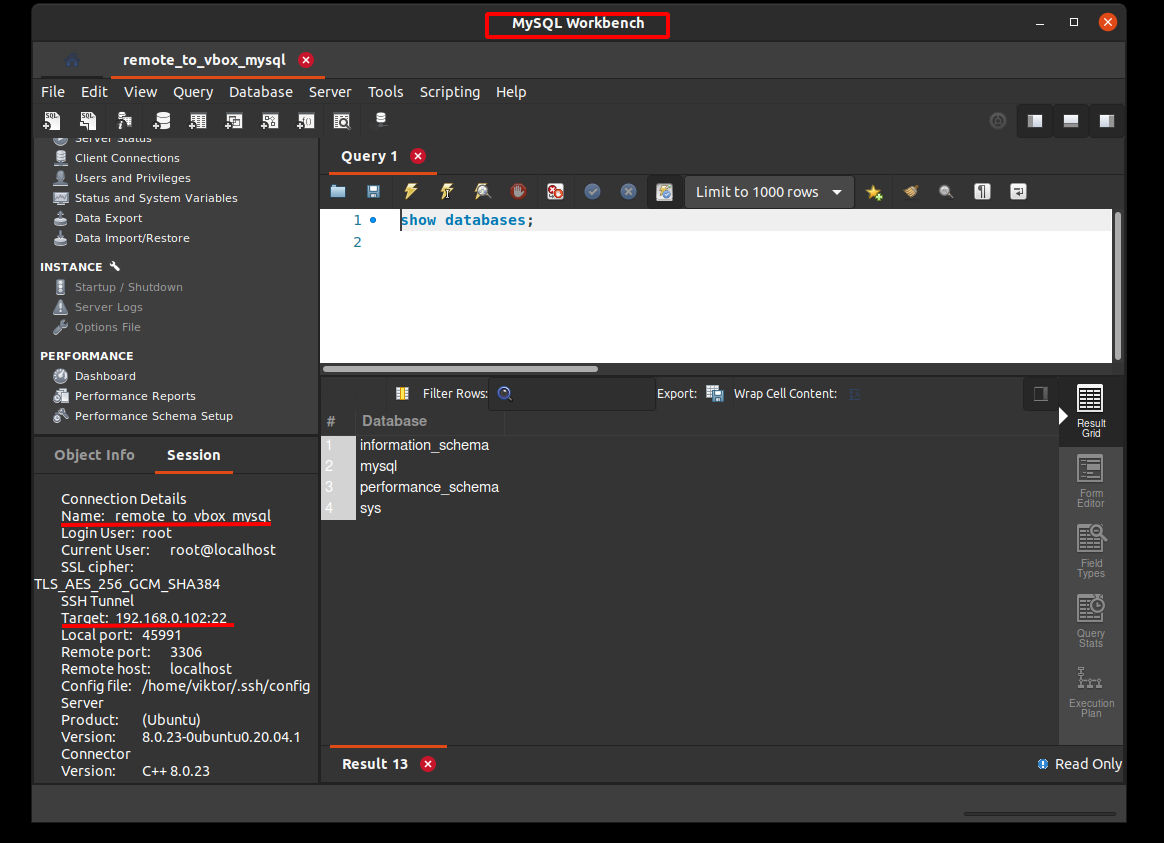 MySQL Workbench
remote_to_vbox_mysql
File Edit View Query Database Server Tools Scripting Help
Server Status
Client Connections
Users and Privileges
Status and System Variables
Data Export
Data Import/Restore
INSTANCE
Startup / Shutdown
Server Logs
Options File
PERFORMANCE
Dashboard
Performance Reports
Performance Schema Setup
Object Info Session
Connection Details
Name: remote_to_vbox_mysql
Login User: root
Current User: root@localhost
SSL cipher:
TLS_AES_256_GCM_SHA384
SSH Tunnel
Target: 192.168.0.102:22
Local port: 45991
Remote port: 3306
Remote host: localhost
Config file: /home/viktor/.ssh/config
Server
Product: (Ubuntu)
Version: 8.0.23-0ubuntu0.20.04.1
Connector
Version: C++ 8.0.23
Query 1
Limit to 1000 rows
1 show databases;
2
Filter Rows: Export: Wrap Cell Content:
# Database
1 information_schema
2 mysql
3 performance_schema
4 sys
Result
Grid
Form
Editor
Field
Types
Query
Stats
Execution
Plan
Result 13
Read Only